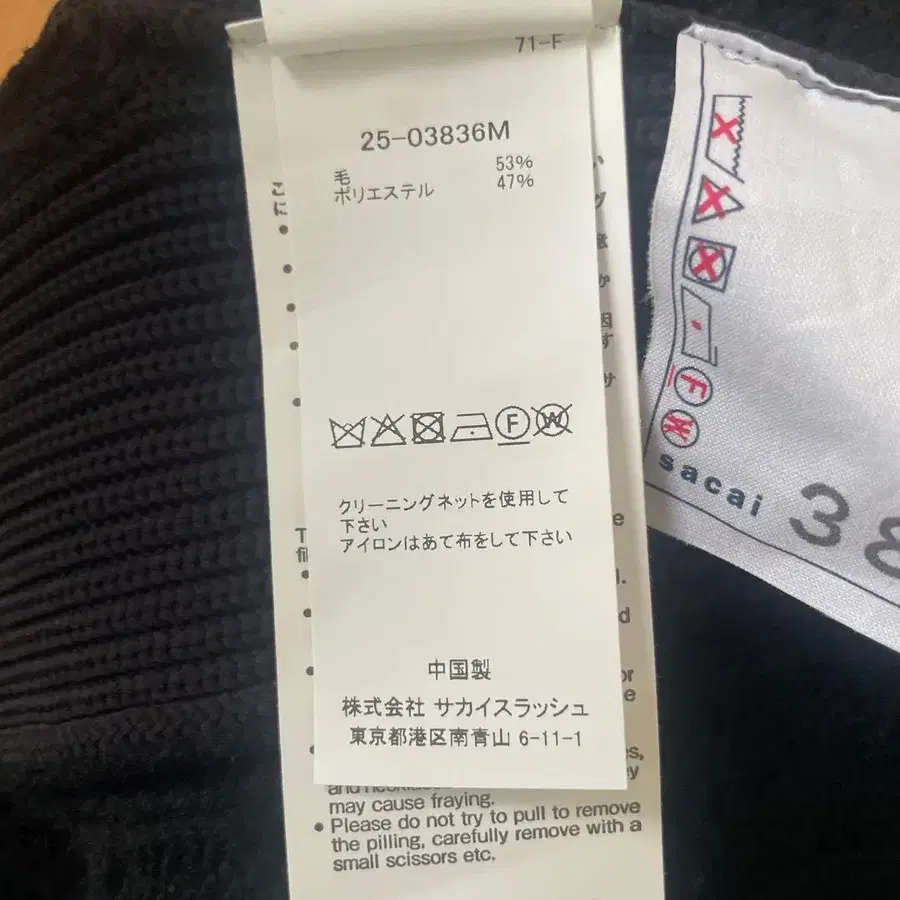 71-F
25-03836M
毛 53%
ポリエステル 47%
F W
クリーニングネットを使用して
下さい
アイロンはあて布をして下さい
中国製
株式会社 サカイスラッシュ
東京都港区南青山 6-11-1
may cause fraying.
• Please do not try to pull to remove
the pilling, carefully remove with a
small scissors etc.
F
W
sacai
38